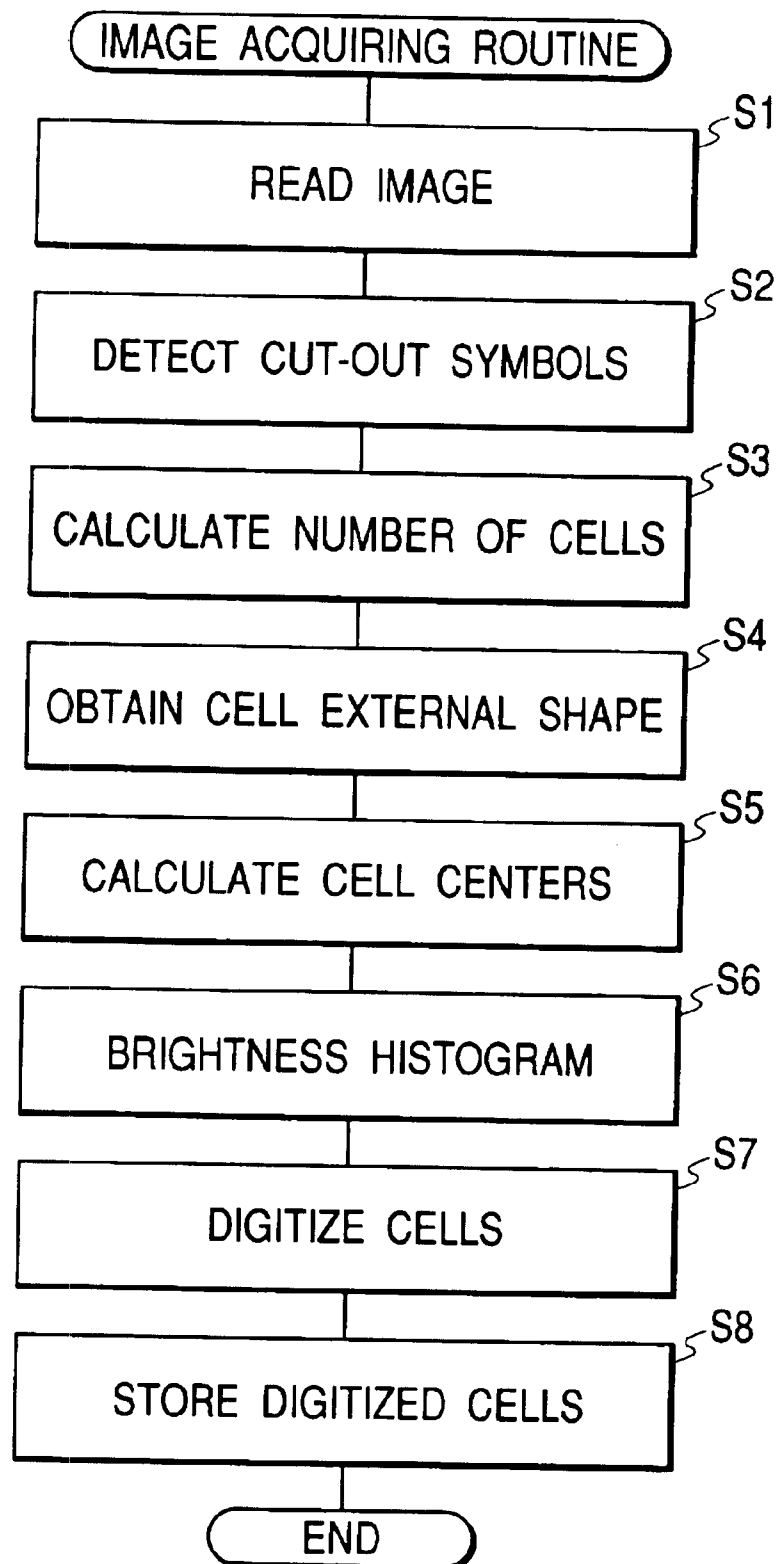 IMAGE ACQUIRING ROUTINE
S1
READ IMAGE
S2
DETECT CUT-OUT SYMBOLS
S3
CALCULATE NUMBER OF CELLS
S4
OBTAIN CELL EXTERNAL SHAPE
S5
CALCULATE CELL CENTERS
S6
BRIGHTNESS HISTOGRAM
S7
DIGITIZE CELLS
S8
STORE DIGITIZED CELLS
END